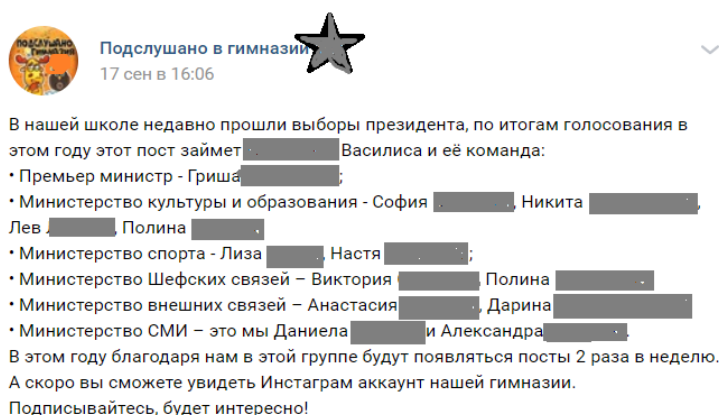 ПОДСЛУШАНО
Подслушано в гимназии
17 сен в 16:06
В нашей школе недавно прошли выборы президента, по итогам голосования в
этом году этот пост займет Василиса и её команда:
• Премьер министр - Гриша ;
• Министерство культуры и образования - София , Никита ,
Лев , Полина
• Министерство спорта - Лиза , Настя ;
• Министерство Шефских связей – Виктория , Полина
• Министерство внешних связей – Анастасия , Дарина
• Министерство СМИ – это мы Даниела и Александра .
В этом году благодаря нам в этой группе будут появляться посты 2 раза в неделю.
А скоро вы сможете увидеть Инстаграм аккаунт нашей гимназии.
Подписывайтесь, будет интересно!